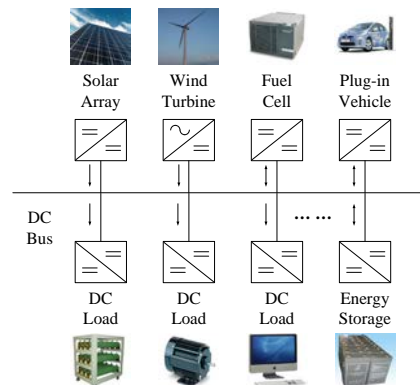 Solar Wind Fuel Plug-in
Array Turbine Cell Vehicle
DC
Bus
... ...
DC DC DC Energy
Load Load Load Storage